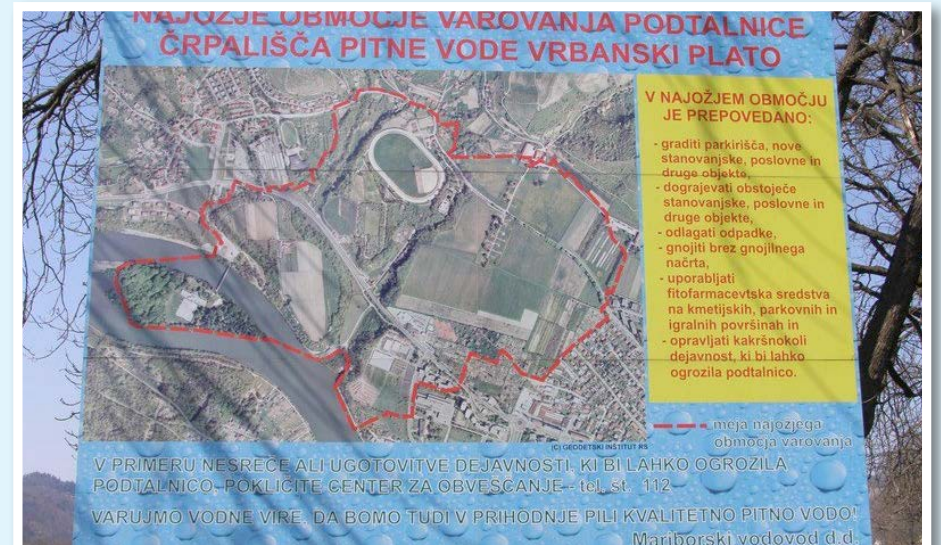 NAJOŽJE OBMOČJE VAROVANJA PODTALNICE
ČRPALIŠČA PITNE VODE VRBANSKI PLATO
V NAJOŽJEM OBMOČJU
JE PREPOVEDANO:
- graditi parkirišča, nove
stanovanjske, poslovne in
druge objekte,
- dograjevati obstoječe
stanovanjske, poslovne in
druge objekte,
- odlagati odpadke,
- gnojiti brez gnojilnega
načrta,
- uporabljati
fitofarmacevtska sredstva
na kmetijskih, parkovnih in
igralnih površinah in
- opravljati kakršnokoli
dejavnost, ki bi lahko
ogrozila podtalnico.
(C) GEODETSKI INŠTITUT RS
meja najožjega
območja varovanja
V PRIMERU NESREČE ALI UGOTOVITVE DEJAVNOSTI, KI BI LAHKO OGROZILA
PODTALNICO, POKLIČITE CENTER ZA OBVEŠČANJE - tel. št. 112
VARUJMO VODNE VIRE, DA BOMO TUDI V PRIHODNJE PILI KVALITETNO PITNO VODO!
Mariborski vodovod d.d.